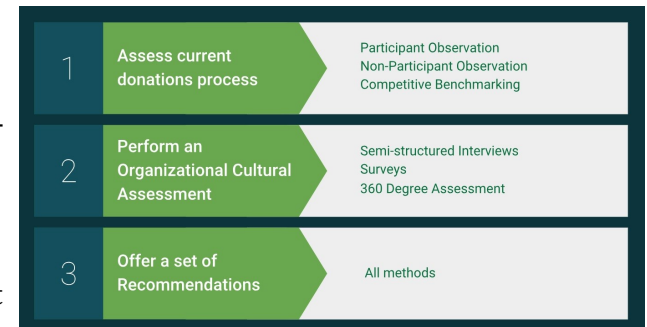 1
Assess current
donations process
Participant Observation
Non-Participant Observation
Competitive Benchmarking
2
Perform an
Organizational Cultural
Assessment
Semi-structured Interviews
Surveys
360 Degree Assessment
3
Offer a set of
Recommendations
All methods